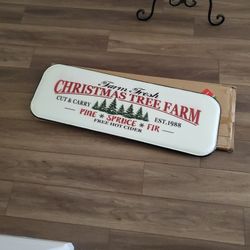 Farm Fresh
CHRISTMAS TREE FARM
CUT & CARRY EST. 1988
PINE * SPRUCE * FIR
FREE HOT CIDER